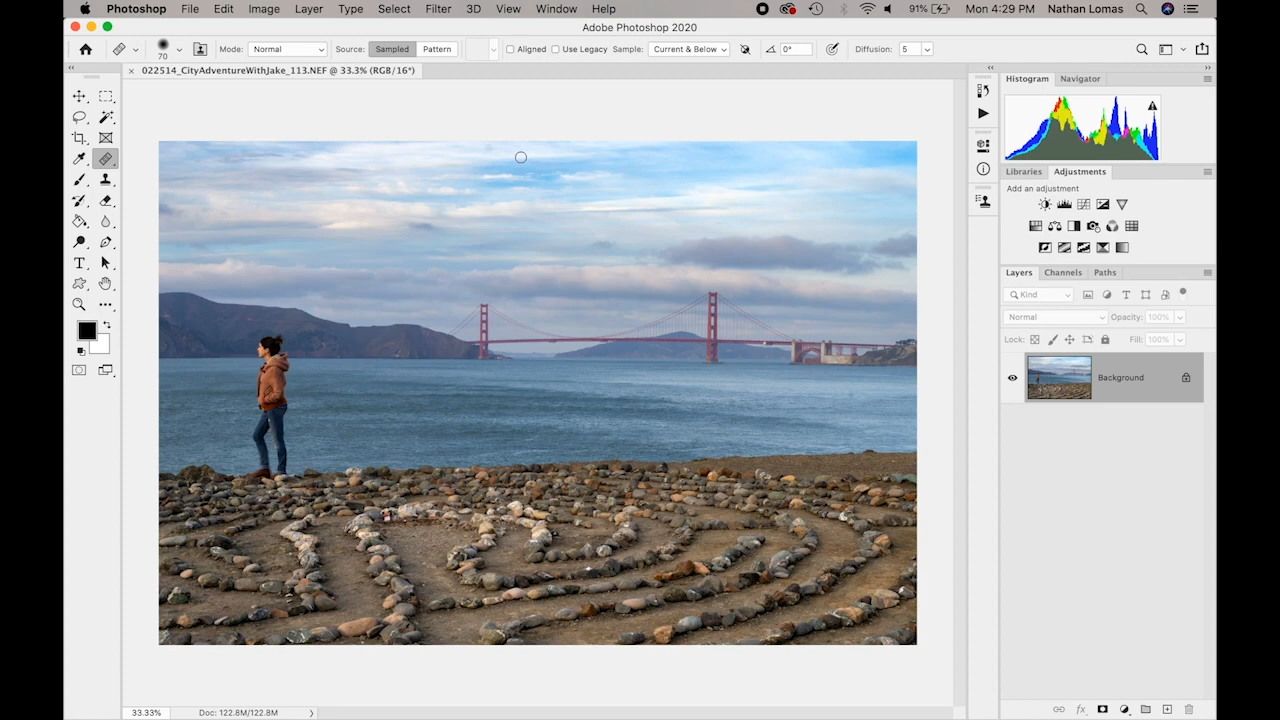 Photoshop File Edit Image Layer Type Select Filter 3D View Window Help 91% Mon 4:29 PM Nathan Lomas
Adobe Photoshop 2020
70 Mode: Normal Source: Sampled Pattern Aligned Use Legacy Sample: Current & Below 0° Diffusion: 5
022514_CityAdventureWithJake_113.NEF @ 33.3% (RGB/16*)
Histogram Navigator
Libraries Adjustments
Add an adjustment
Layers Channels Paths
Kind
Normal Opacity: 100%
Lock: Fill: 100%
Background
33.33% Doc: 122.8M/122.8M